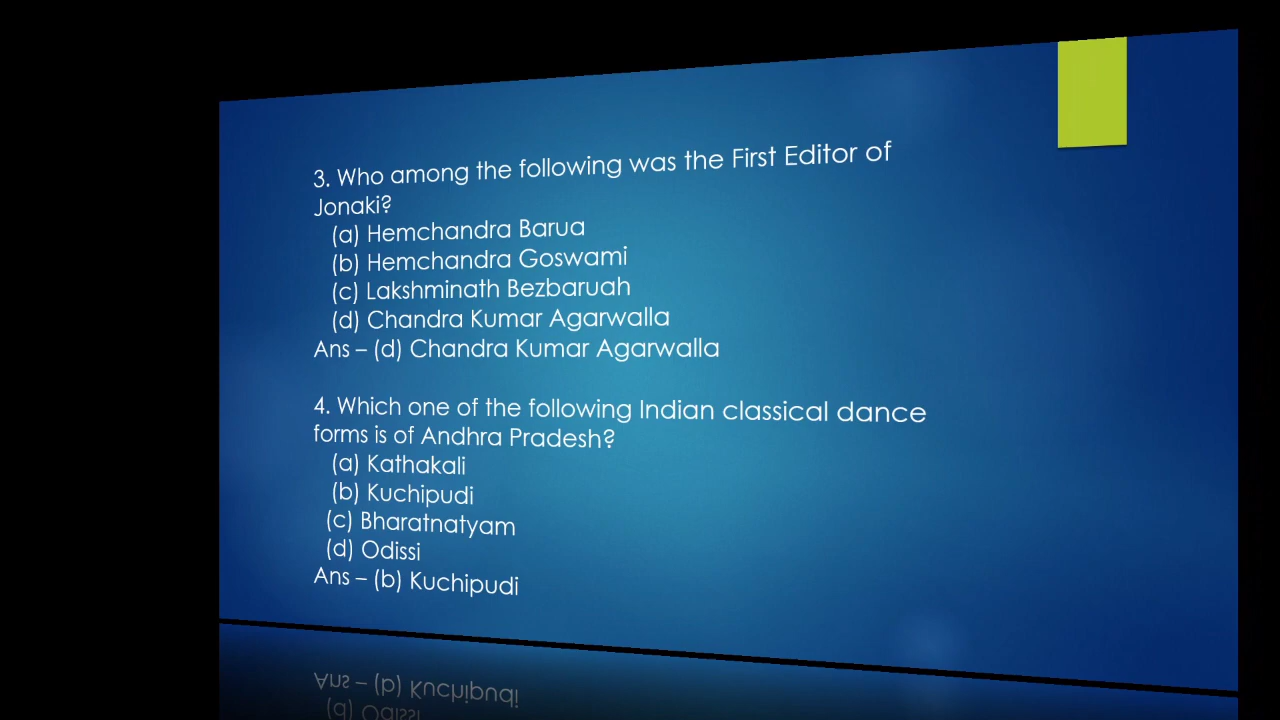 3. Who among the following was the First Editor of
Jonaki?
(a) Hemchandra Barua
(b) Hemchandra Goswami
(c) Lakshminath Bezbaruah
(d) Chandra Kumar Agarwalla
Ans – (d) Chandra Kumar Agarwalla
4. Which one of the following Indian classical dance
forms is of Andhra Pradesh?
(a) Kathakali
(b) Kuchipudi
(c) Bharatnatyam
(d) Odissi
Ans – (b) Kuchipudi